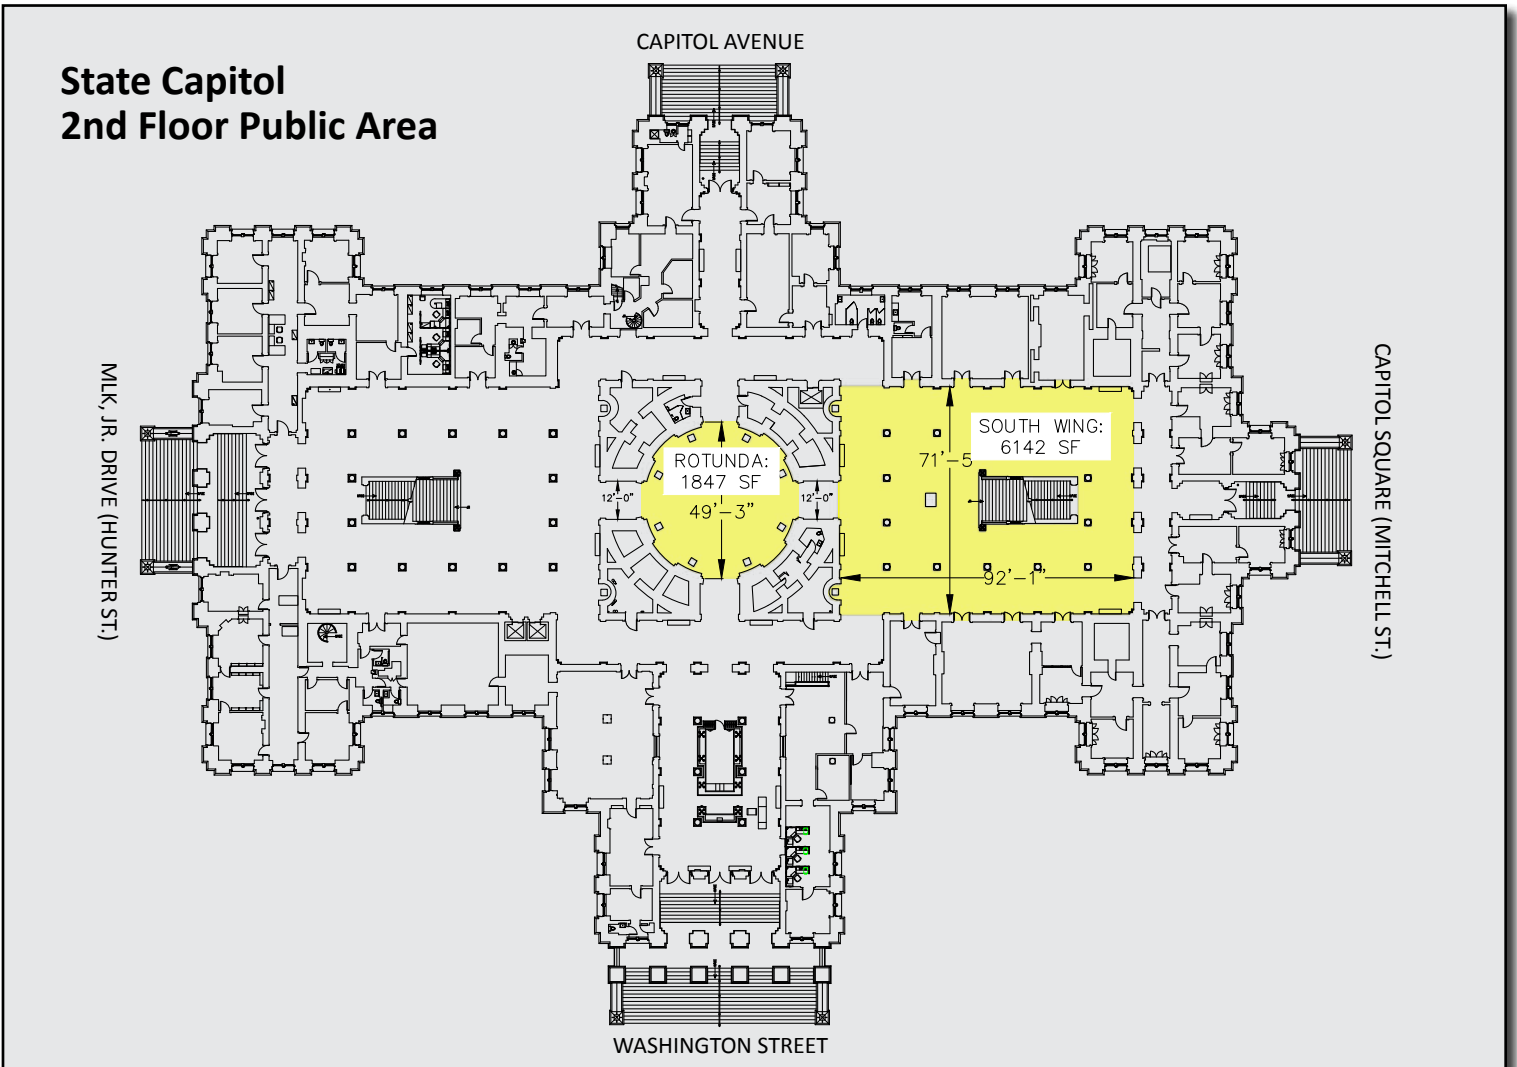 CAPITOL AVENUE
State Capitol
2nd Floor Public Area
MLK, JR. DRIVE (HUNTER ST.)
CAPITOL SQUARE (MITCHELL ST.)
SOUTH WING:
6142 SF
71'-5
ROTUNDA:
1847 SF
12'-0"
12'-0"
49'-3"
92'-1"
WASHINGTON STREET